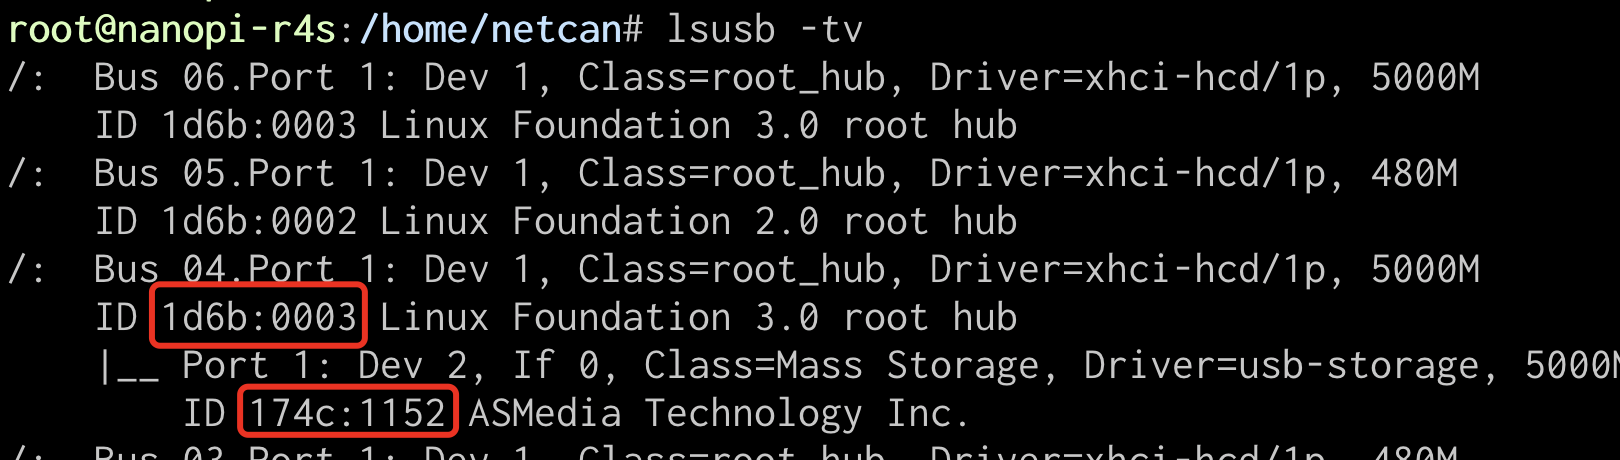 root@nanopi-r4s:/home/netcan# lsusb -tv
/:  Bus 06.Port 1: Dev 1, Class=root_hub, Driver=xhci-hcd/1p, 5000M
    ID 1d6b:0003 Linux Foundation 3.0 root hub
/:  Bus 05.Port 1: Dev 1, Class=root_hub, Driver=xhci-hcd/1p, 480M
    ID 1d6b:0002 Linux Foundation 2.0 root hub
/:  Bus 04.Port 1: Dev 1, Class=root_hub, Driver=xhci-hcd/1p, 5000M
    ID 1d6b:0003 Linux Foundation 3.0 root hub
    |__ Port 1: Dev 2, If 0, Class=Mass Storage, Driver=usb-storage, 5000M
        ID 174c:1152 ASMedia Technology Inc.
/:  Bus 03.Port 1: Dev 1, Class=root_hub, Driver=xhci-hcd/1p, 480M